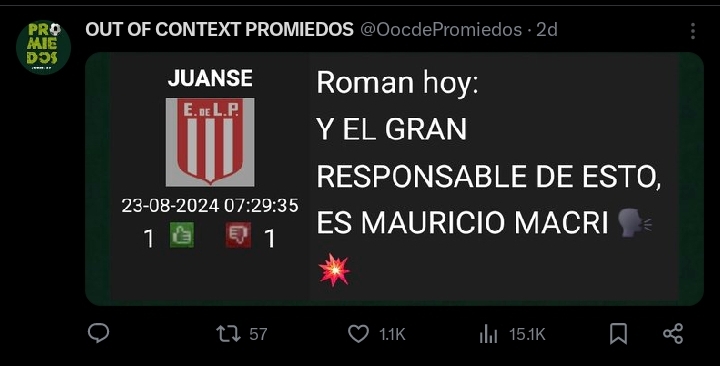 PRO
MIE
DOS
OUT OF CONTEXT PROMIEDOS @OocdePromiedos · 2d
JUANSE
E. DE L.P.
23-08-2024 07:29:35
1 1
Roman hoy:
Y EL GRAN
RESPONSABLE DE ESTO,
ES MAURICIO MACRI 🗣️
💥
57 1.1K 15.1K